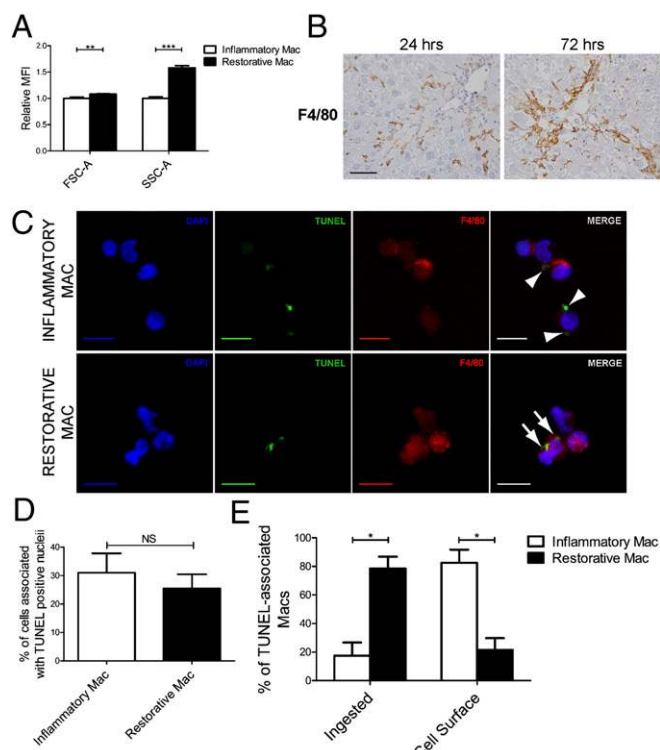 A
Relative MFI
2.0
1.5
1.0
0.5
0.0
**
***
FSC-A
SSC-A
Inflammatory Mac
Restorative Mac
B
24 hrs
72 hrs
F4/80
C
INFLAMMATORY
MAC
DAPI
TUNEL
F4/80
MERGE
RESTORATIVE
MAC
DAPI
TUNEL
F4/80
MERGE
D
% of cells associated
with TUNEL positive nucleii
50
40
30
20
10
0
NS
Inflammatory Mac
Restorative Mac
E
% of TUNEL-associated
Macs
100
80
60
40
20
0
*
*
Inflammatory Mac
Restorative Mac
Ingested
Cell Surface